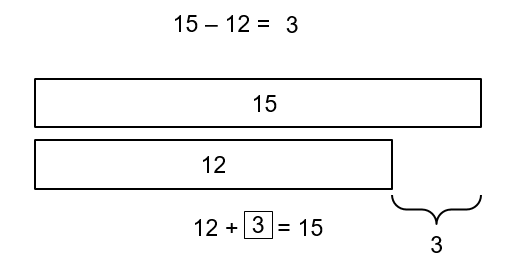 15 – 12 = 3
15
12
12 + 3 = 15
3